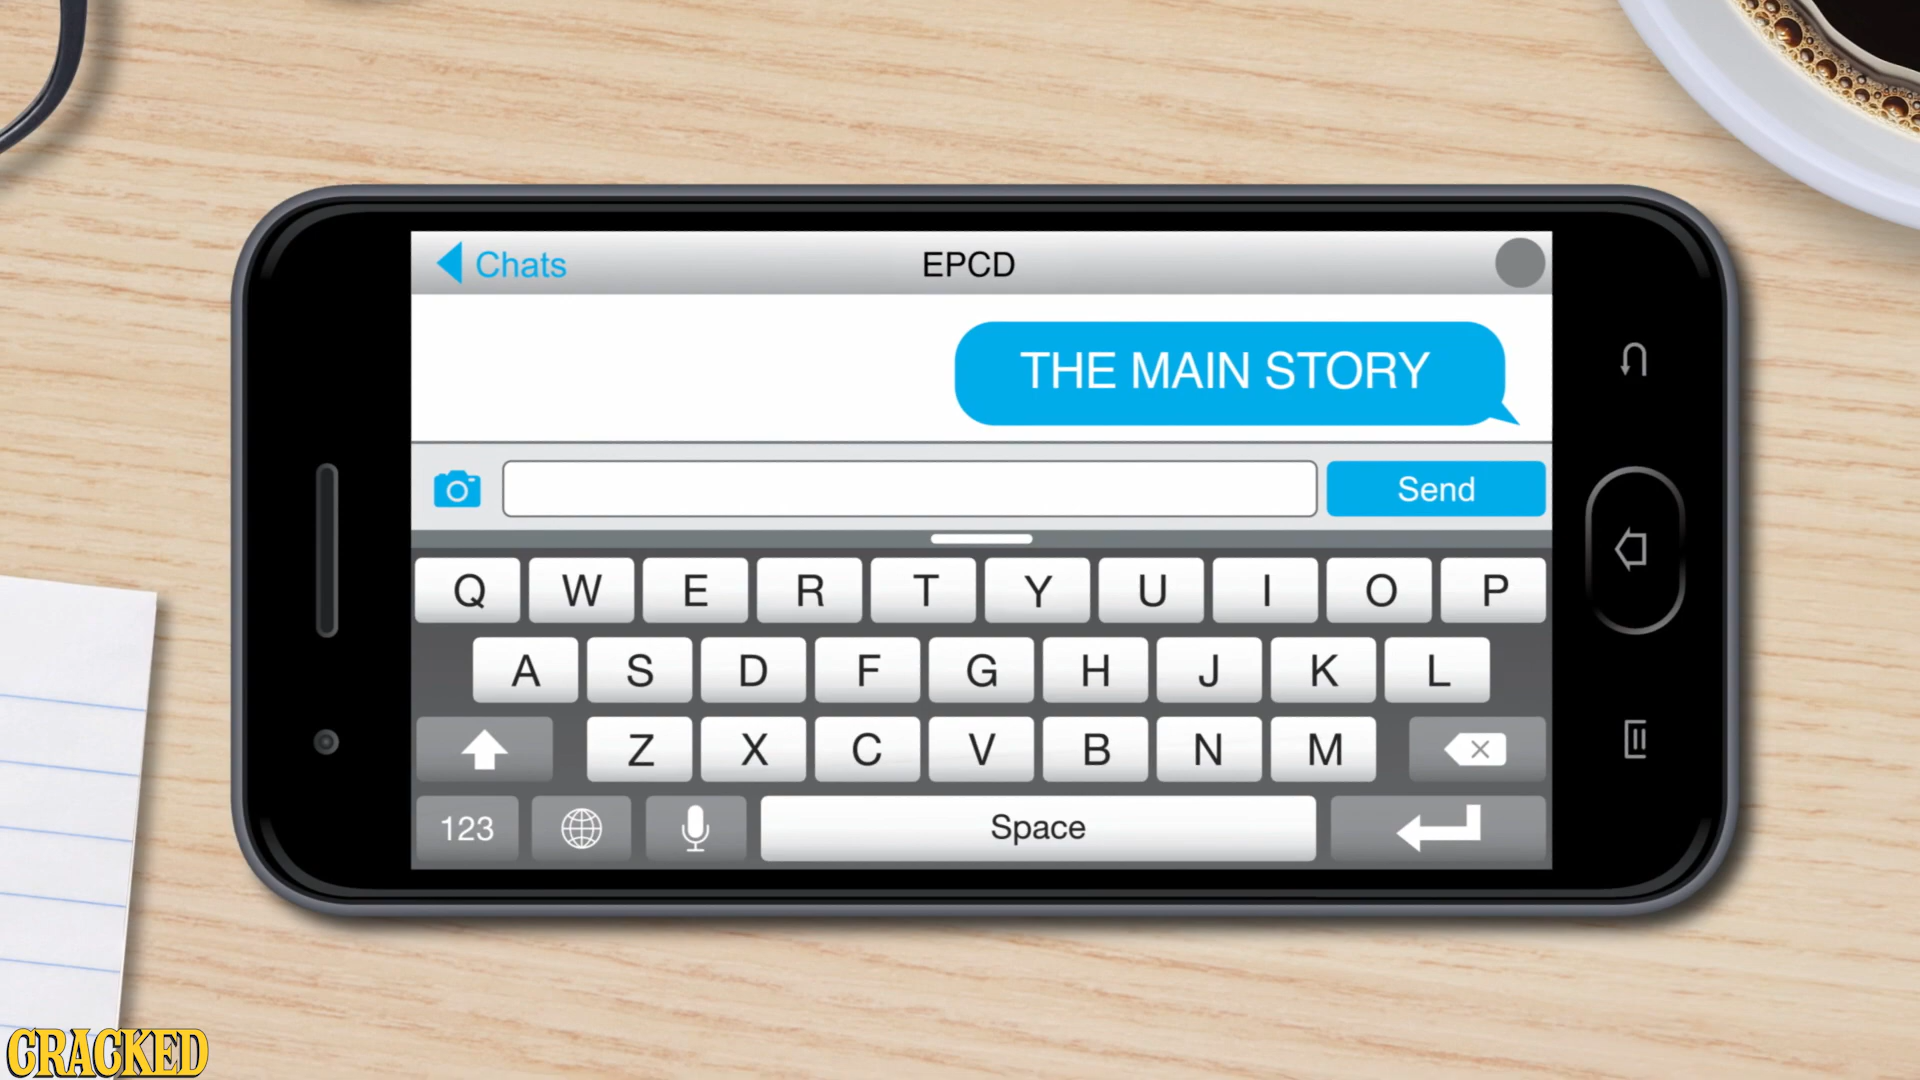 Chats
EPCD
THE MAIN STORY
Send
Q W E R T Y U I O P
A S D F G H J K L
Z X C V B N M
123
Space
CRACKED